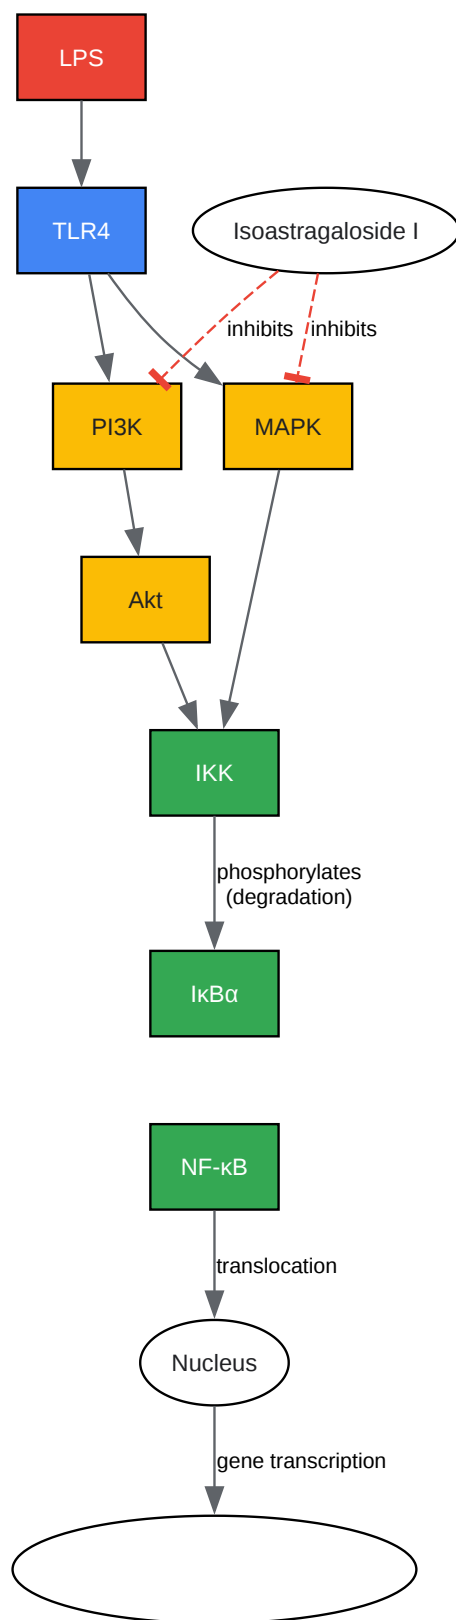 LPS
TLR4
Isoastragaloside I
inhibits
inhibits
PI3K
MAPK
Akt
IKK
phosphorylates
(degradation)
IκBα
NF-κB
translocation
Nucleus
gene transcription